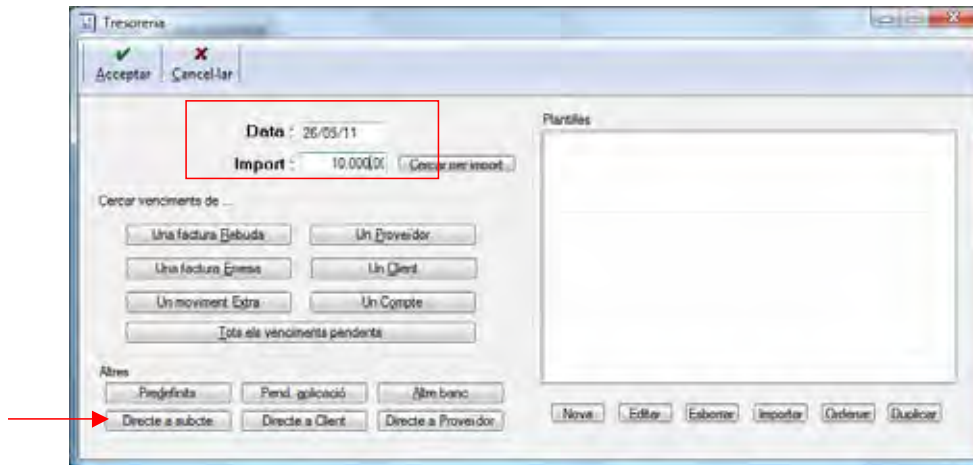 Tresoreria
Acceptar Cancel·lar
Data : 26/05/11
Import : 10.000,00 Cercar per import
Plantilles
Cercar venciments de ...
Una factura Rebuda Un Proveïdor
Una factura Emesa Un Client
Un moviment Extra Un Compte
Tots els venciments pendents
Altres
Predefinits Pend. aplicació Altre banc
Directe a subcte Directe a Client Directe a Proveïdor
Nova Editar Esborrar Importar Ordenar Duplicar